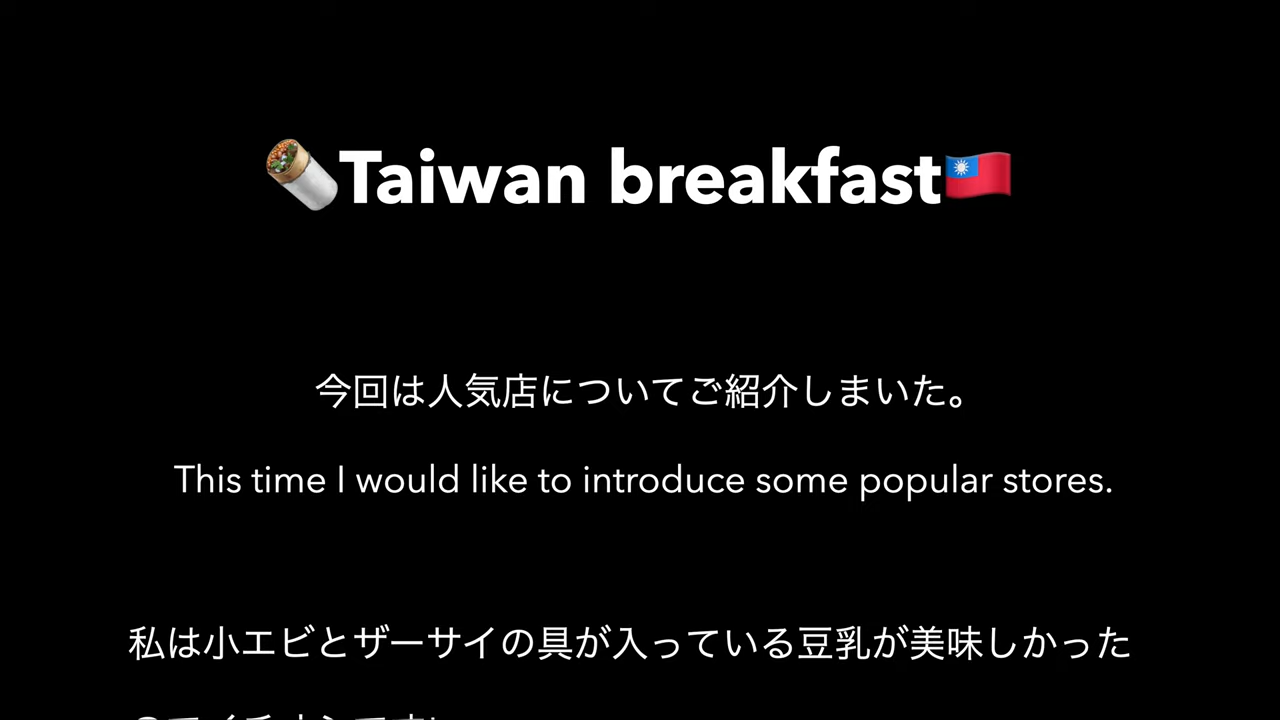 🌯Taiwan breakfast🇹🇼
今回は人気店についてご紹介しまいた。
This time I would like to introduce some popular stores.
私は小エビとザーサイの具が入っている豆乳が美味しかった